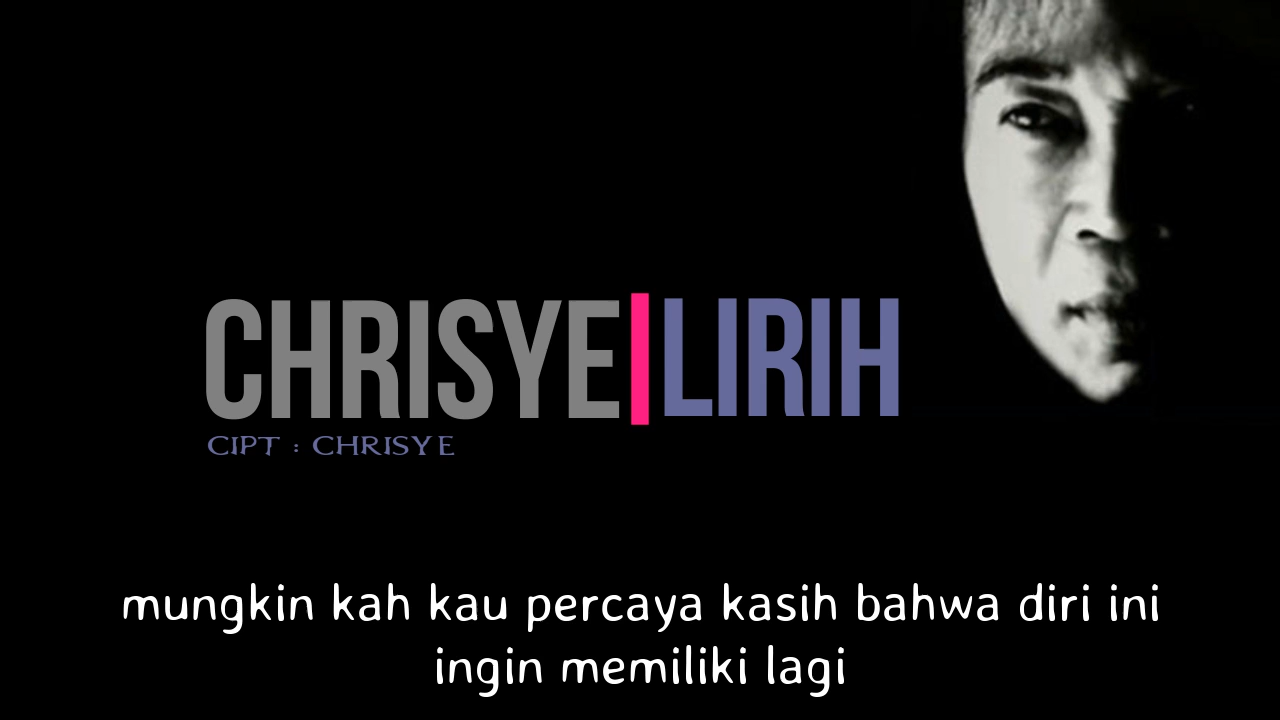 CHRISYE|LIRIH
CIPT : CHRISYE
mungkin kah kau percaya kasih bahwa diri ini
ingin memiliki lagi